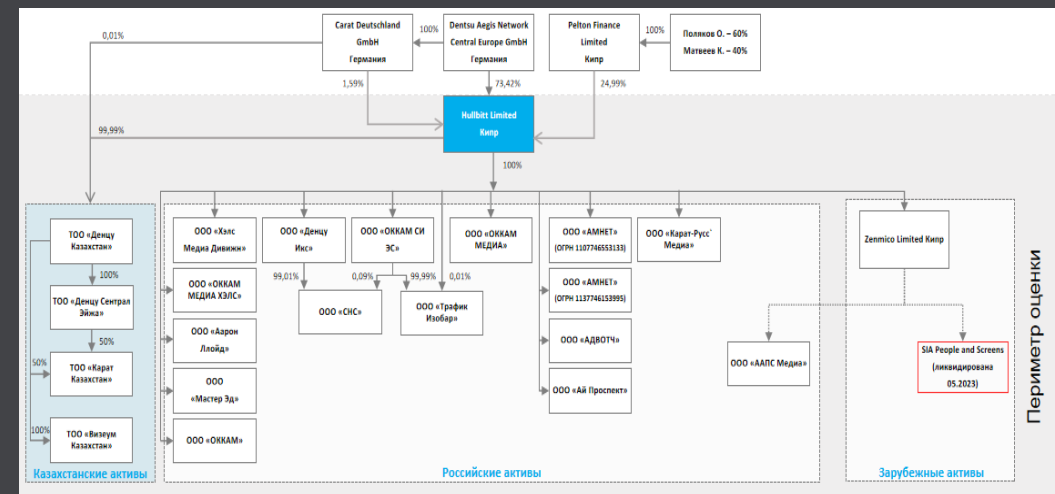 Carat Deutschland
GmbH
Германия
Dentsu Aegis Network
Central Europe GmbH
Германия
Pelton Finance
Limited
Кипр
Поляков О. – 60%
Матвеев К. – 40%
0,01%
100%
100%
1,59%
73,42%
24,99%
Hullbitt Limited
Кипр
99,99%
100%
ТОО «Денцу
Казахстан»
100%
ТОО «Денцу Сентрал
Эйжа»
50%
50%
ТОО «Карат
Казахстан»
100%
ТОО «Визеум
Казахстан»
Казахстанские активы
ООО «Хэлс
Медиа Дивижн»
ООО «ОККАМ
МЕДИА ХЭЛС»
ООО «Аарон
Ллойд»
ООО
«Мастер Эд»
ООО «ОККАМ»
ООО «Денцу
Икс»
ООО «ОККАМ СИ
ЭС»
99,01%
0,09%
99,99%
0,01%
ООО «СНС»
ООО «Трафик
Изобар»
ООО «ОККАМ
МЕДИА»
ООО «АМНЕТ»
(ОГРН 1107746553133)
ООО «АМНЕТ»
(ОГРН 1137746153995)
ООО «АДВОТЧ»
ООО «Ай Проспект»
ООО «Карат-Русс`
Медиа»
Российские активы
Zenmico Limited Кипр
ООО «ААПС Медиа»
SIA People and Screens
(ликвидирована
05.2023)
Зарубежные активы
Периметр оценки